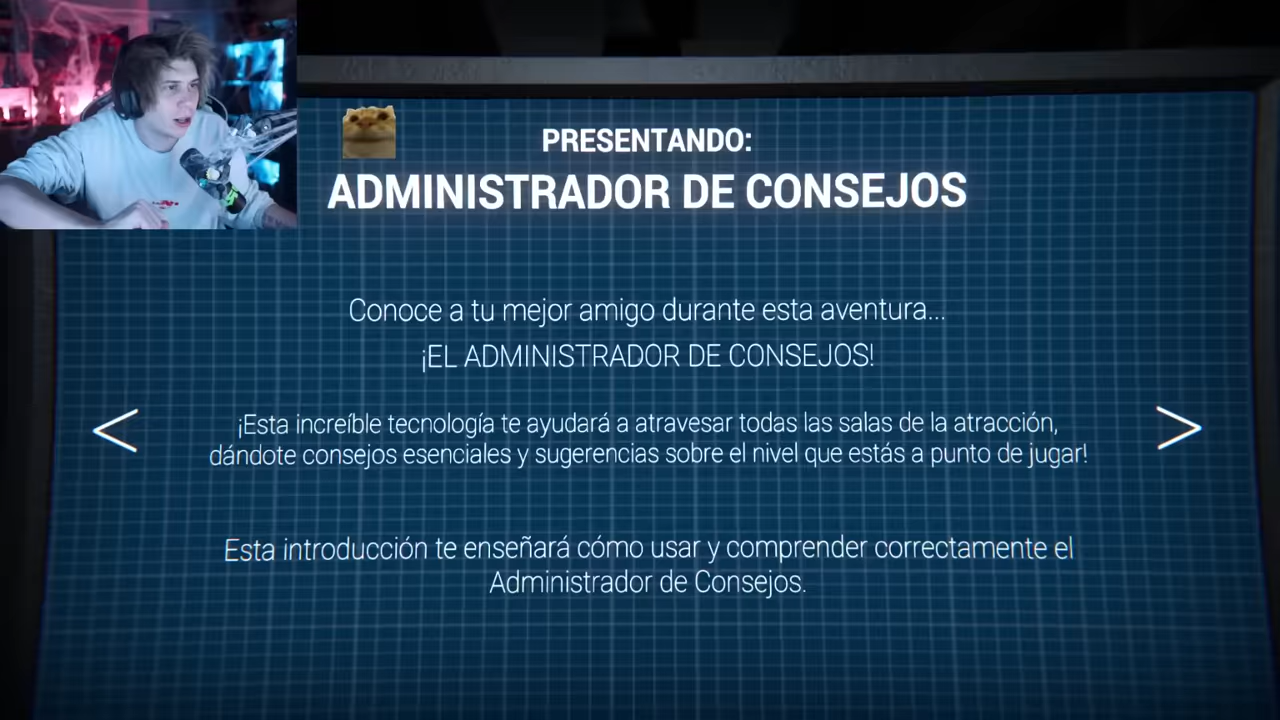 PRESENTANDO:
ADMINISTRADOR DE CONSEJOS
Conoce a tu mejor amigo durante esta aventura...
¡EL ADMINISTRADOR DE CONSEJOS!
¡Esta increíble tecnología te ayudará a atravesar todas las salas de la atracción,
dándote consejos esenciales y sugerencias sobre el nivel que estás a punto de jugar!
Esta introducción te enseñará cómo usar y comprender correctamente el
Administrador de Consejos.